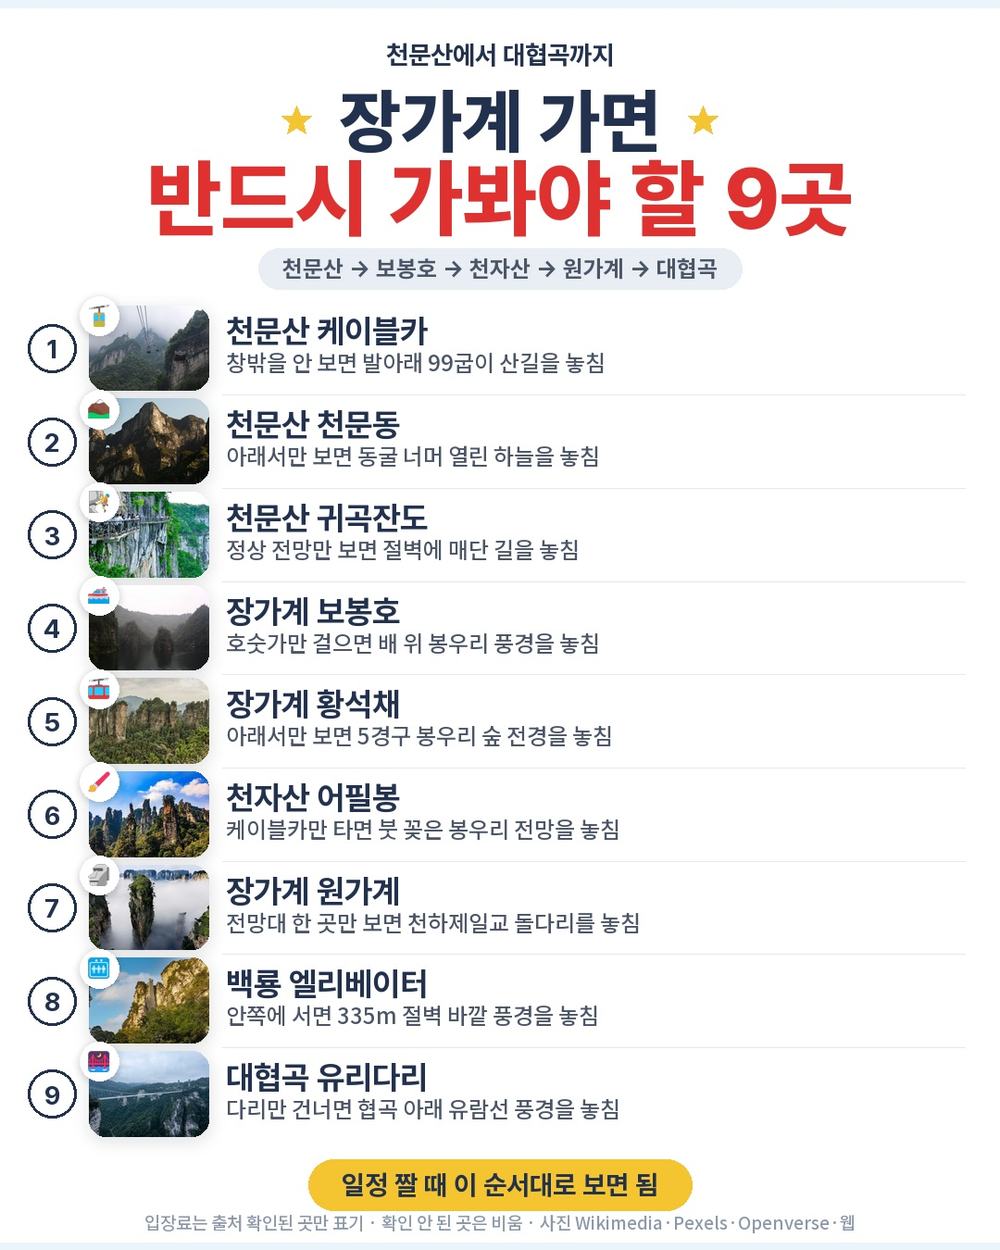 천문산에서 대협곡까지
장가계 가면
반드시 가봐야 할 9곳
천문산 → 보봉호 → 천자산 → 원가계 → 대협곡
1
천문산 케이블카
창밖을 안 보면 발아래 99굽이 산길을 놓침
2
천문산 천문동
아래서만 보면 동굴 너머 열린 하늘을 놓침
3
천문산 귀곡잔도
정상 전망만 보면 절벽에 매단 길을 놓침
4
장가계 보봉호
호숫가만 걸으면 배 위 봉우리 풍경을 놓침
5
장가계 황석채
아래서만 보면 5경구 봉우리 숲 전경을 놓침
6
천자산 어필봉
케이블카만 타면 붓 꽂은 봉우리 전망을 놓침
7
장가계 원가계
전망대 한 곳만 보면 천하제일교 돌다리를 놓침
8
백룡 엘리베이터
안쪽에 서면 335m 절벽 바깥 풍경을 놓침
9
대협곡 유리다리
다리만 건너면 협곡 아래 유람선 풍경을 놓침
일정 짤 때 이 순서대로 보면 됨
입장료는 출처 확인된 곳만 표기 · 확인 안 된 곳은 비움 · 사진 Wikimedia · Pexels · Openverse · 웹